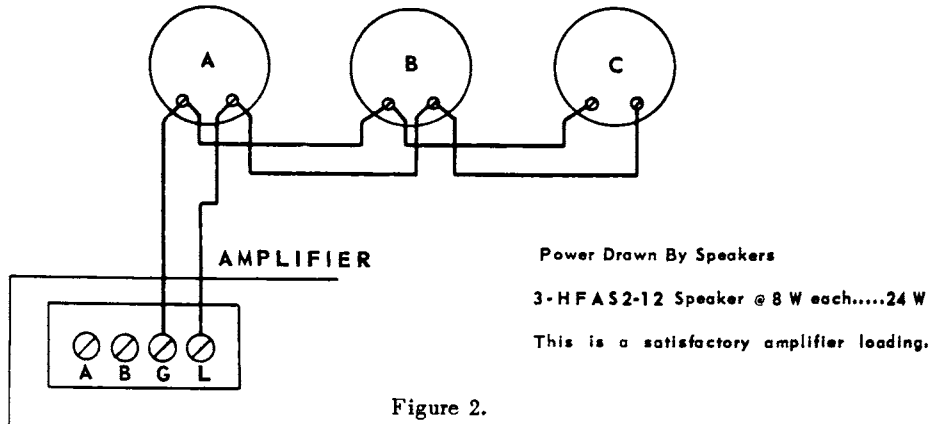 A
B
C
AMPLIFIER
Power Drawn By Speakers
3-HFAS2-12 Speaker @ 8 W each.....24 W
This is a satisfactory amplifier loading.
A B G L
Figure 2.